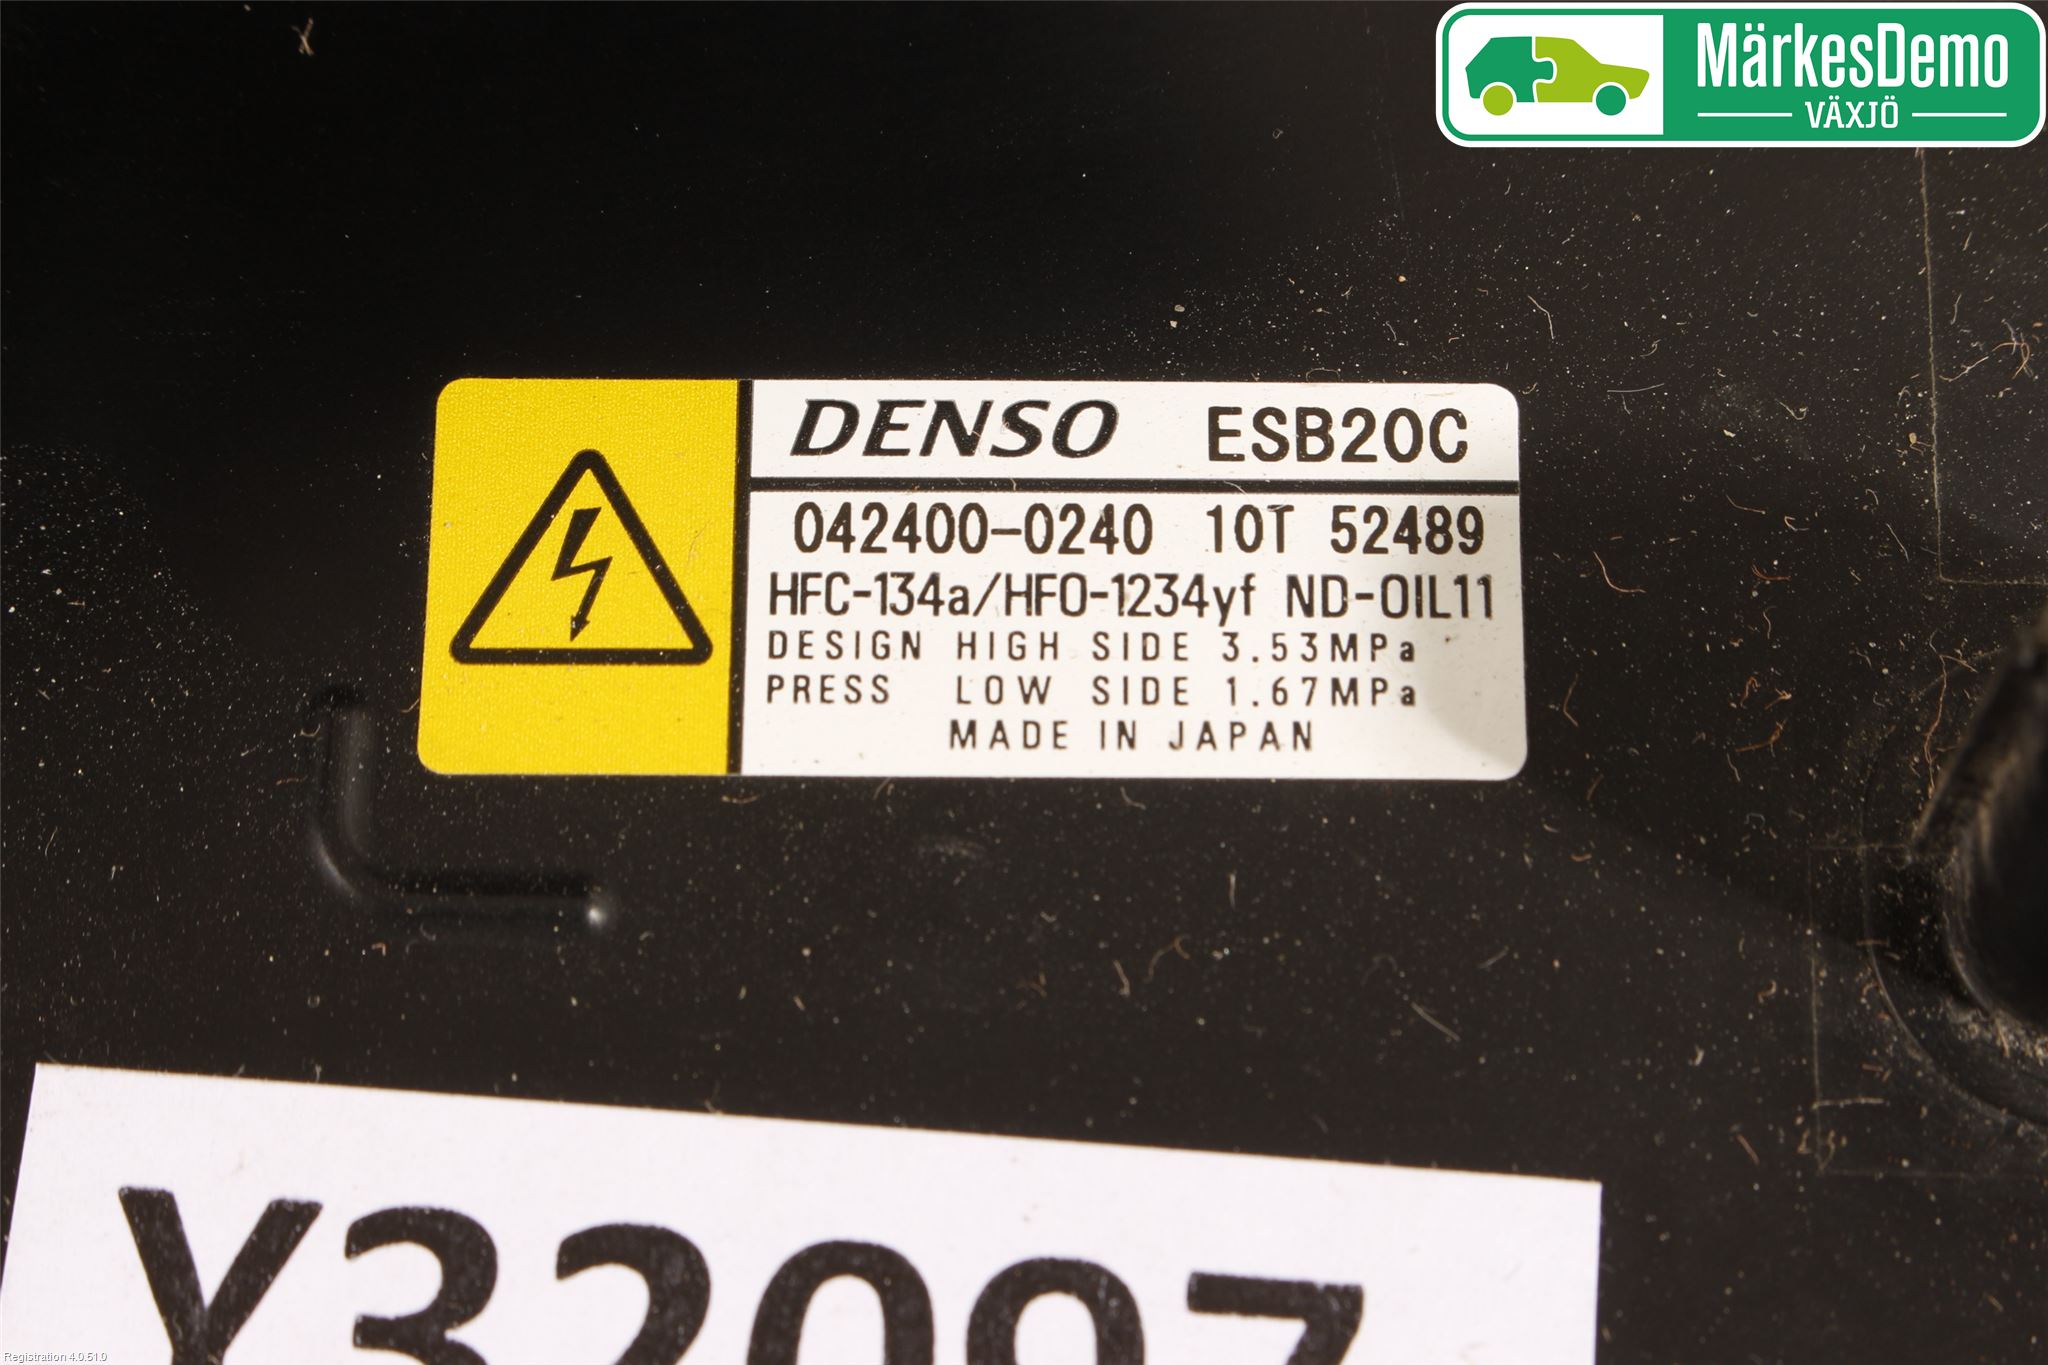 MärkesDemo
VÄXJÖ
DENSO ESB20C
042400-0240 10T 52489
HFC-134a/HFO-1234yf ND-OIL11
DESIGN HIGH SIDE 3.53MPa
PRESS LOW SIDE 1.67MPa
MADE IN JAPAN
Registration 4.0.51.0